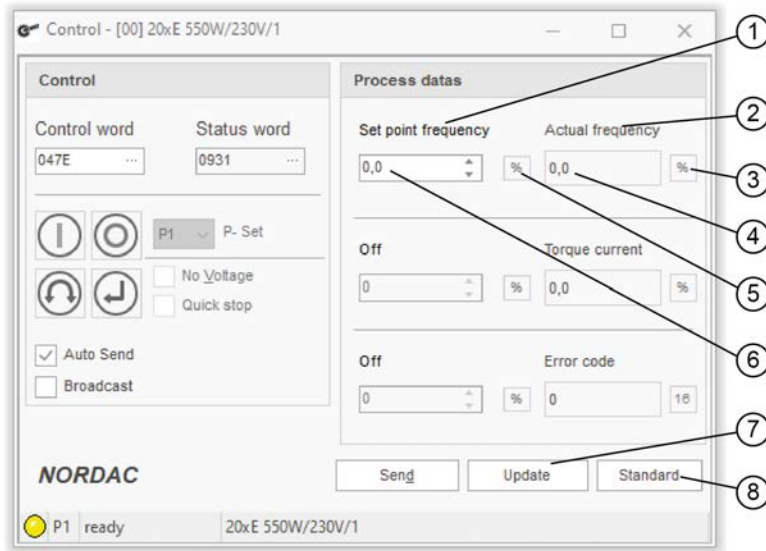 Control - [00] 20xE 550W/230V/1
Control
Control word Status word
047E ... 0931 ...
P1 P- Set
No Voltage
Quick stop
Auto Send
Broadcast
Process datas
Set point frequency Actual frequency
0,0 % 0,0 %
Off Torque current
0 % 0,0 %
Off Error code
0 % 0 16
NORDAC
Send Update Standard
P1 ready 20xE 550W/230V/1
1
2
3
4
5
6
7
8